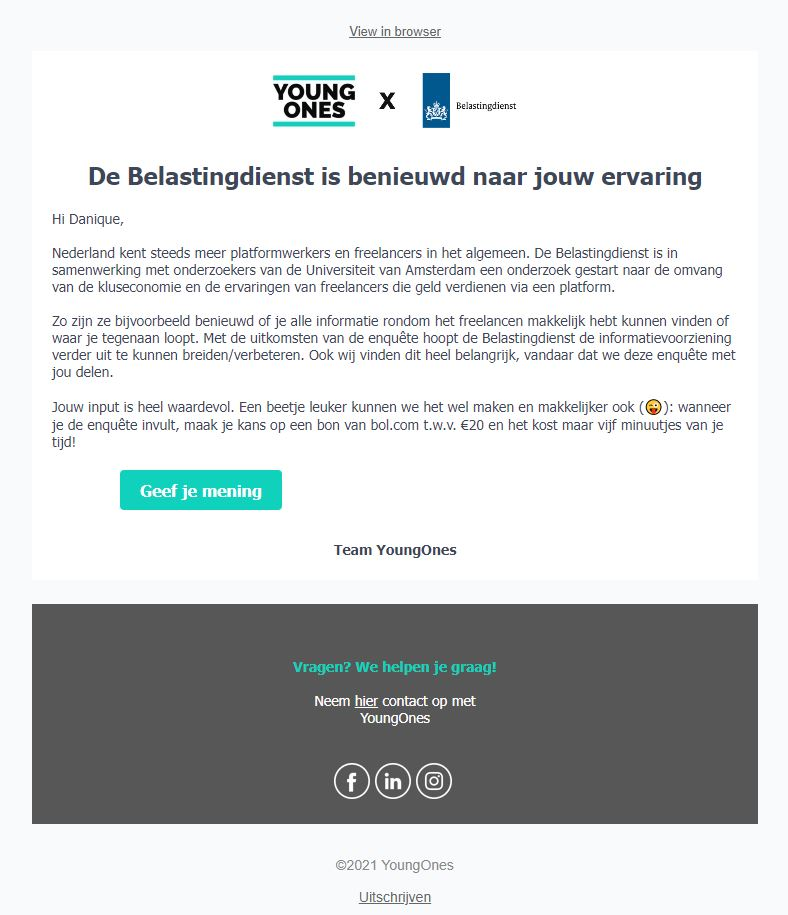 View in browser
YOUNG
ONES
X
Belastingdienst
De Belastingdienst is benieuwd naar jouw ervaring
Hi Danique,
Nederland kent steeds meer platformwerkers en freelancers in het algemeen. De Belastingdienst is in
samenwerking met onderzoekers van de Universiteit van Amsterdam een onderzoek gestart naar de omvang
van de kluseconomie en de ervaringen van freelancers die geld verdienen via een platform.
Zo zijn ze bijvoorbeeld benieuwd of je alle informatie rondom het freelancen makkelijk hebt kunnen vinden of
waar je tegenaan loopt. Met de uitkomsten van de enquête hoopt de Belastingdienst de informatievoorziening
verder uit te kunnen breiden/verbeteren. Ook wij vinden dit heel belangrijk, vandaar dat we deze enquête met
jou delen.
Jouw input is heel waardevol. Een beetje leuker kunnen we het wel maken en makkelijker ook (😜): wanneer
je de enquête invult, maak je kans op een bon van bol.com t.w.v. €20 en het kost maar vijf minuutjes van je
tijd!
Geef je mening
Team YoungOnes
Vragen? We helpen je graag!
Neem hier contact op met
YoungOnes
©2021 YoungOnes
Uitschrijven